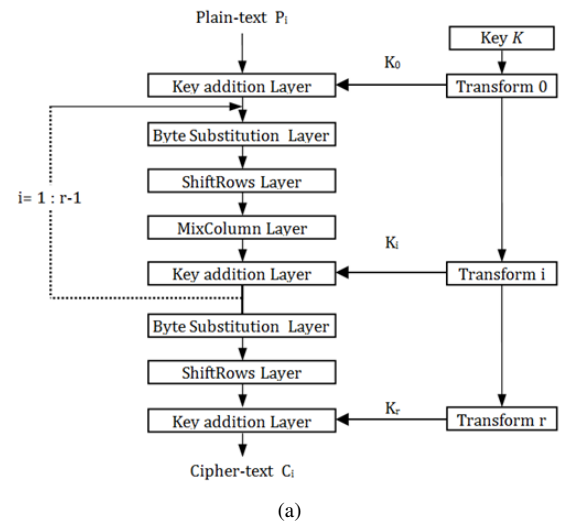 Plain-text Pᵢ
Key K
K₀
Key addition Layer
Transform 0
Byte Substitution Layer
ShiftRows Layer
i= 1 : r-1
MixColumn Layer
Kᵢ
Key addition Layer
Transform i
Byte Substitution Layer
ShiftRows Layer
Kᵣ
Key addition Layer
Transform r
Cipher-text Cᵢ
(a)